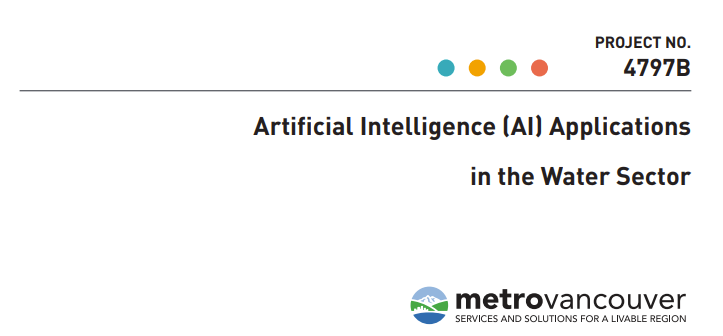 PROJECT NO.
4797B
Artificial Intelligence (AI) Applications
in the Water Sector
metrovancouver
SERVICES AND SOLUTIONS FOR A LIVABLE REGION